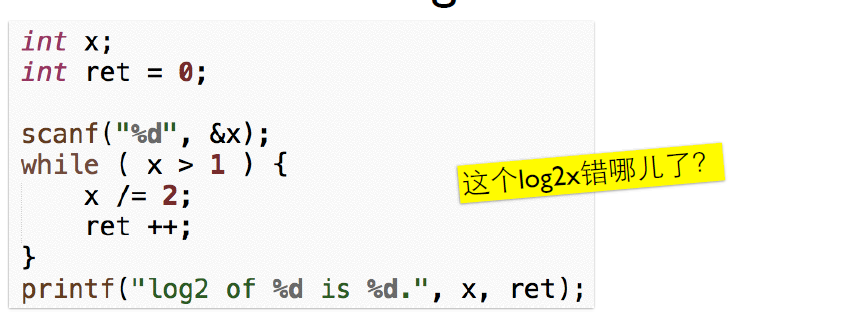 int x;
int ret = 0;
scanf("%d", &x);
while ( x > 1 ) {
x /= 2;
ret ++;
}
printf("log2 of %d is %d.", x, ret);
这个log2x错哪儿了?